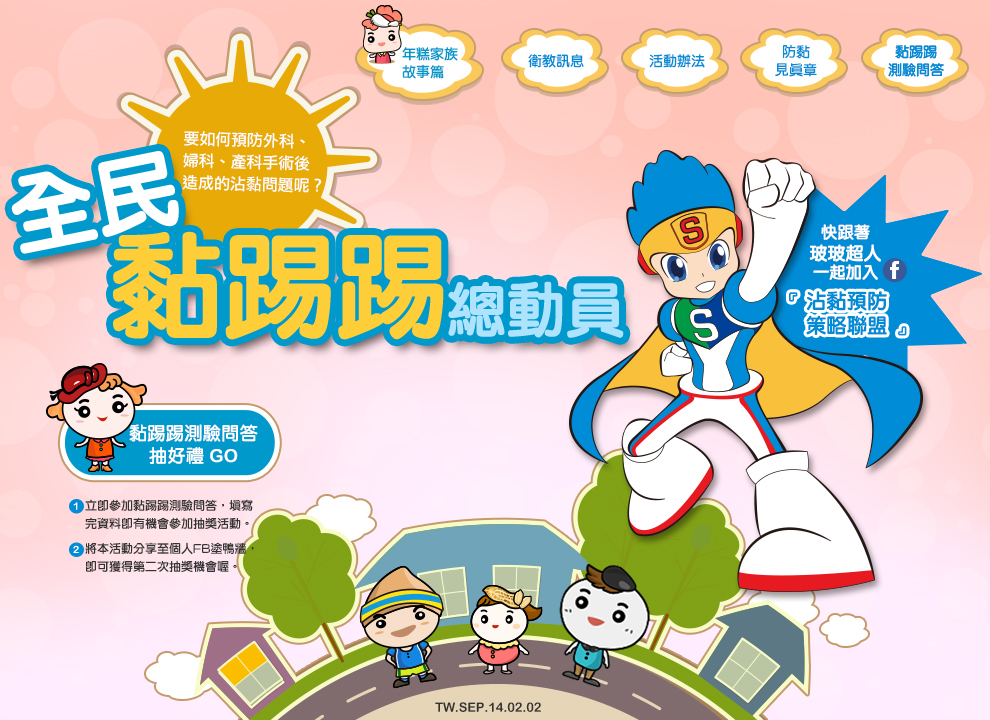 年糕家族
故事篇
衛教訊息
活動辦法
防黏
見真章
黏踢踢
測驗問答
要如何預防外科、
婦科、產科手術後
造成的沾黏問題呢？
全民
黏踢踢總動員
S
S
快跟著
玻玻超人
一起加入 f
『沾黏預防
策略聯盟』
黏踢踢測驗問答
抽好禮 GO
1 立即參加黏踢踢測驗問答，填寫
完資料即有機會參加抽獎活動。
2 將本活動分享至個人FB塗鴨牆，
即可獲得第二次抽獎機會喔。
TW.SEP.14.02.02